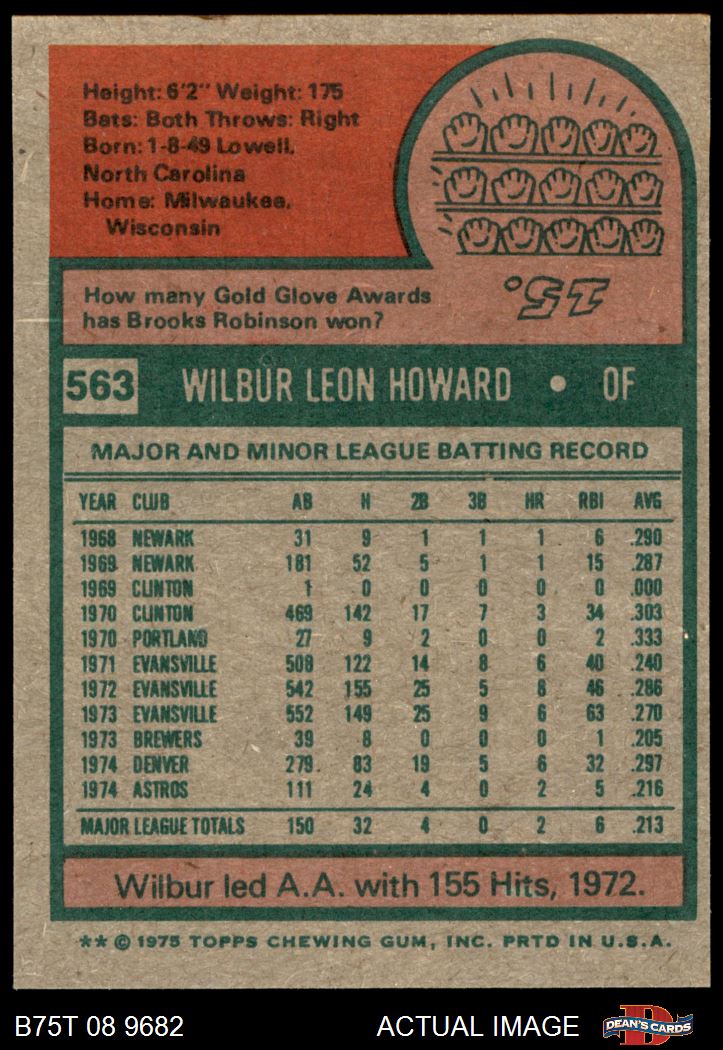 Height: 6'2" Weight: 175
Bats: Both Throws: Right
Born: 1-8-49 Lowell,
North Carolina
Home: Milwaukee,
Wisconsin
How many Gold Glove Awards
has Brooks Robinson won?
15.
563 WILBUR LEON HOWARD • OF
MAJOR AND MINOR LEAGUE BATTING RECORD
YEAR CLUB AB H 2B 3B HR RBI AVG
1968 NEWARK 31 9 1 1 1 6 .290
1969 NEWARK 181 52 5 1 1 15 .287
1969 CLINTON 1 0 0 0 0 0 .000
1970 CLINTON 469 142 17 7 3 34 .303
1970 PORTLAND 27 9 2 0 0 2 .333
1971 EVANSVILLE 508 122 14 8 6 40 .240
1972 EVANSVILLE 542 155 25 5 8 46 .286
1973 EVANSVILLE 552 149 25 9 6 63 .270
1973 BREWERS 39 8 0 0 0 1 .205
1974 DENVER 279 83 19 5 6 32 .297
1974 ASTROS 111 24 4 0 2 5 .216
MAJOR LEAGUE TOTALS 150 32 4 0 2 6 .213
Wilbur led A.A. with 155 Hits, 1972.
** © 1975 TOPPS CHEWING GUM, INC. PRTD IN U.S.A.
B75T 08 9682 ACTUAL IMAGE D DEAN'S CARDS